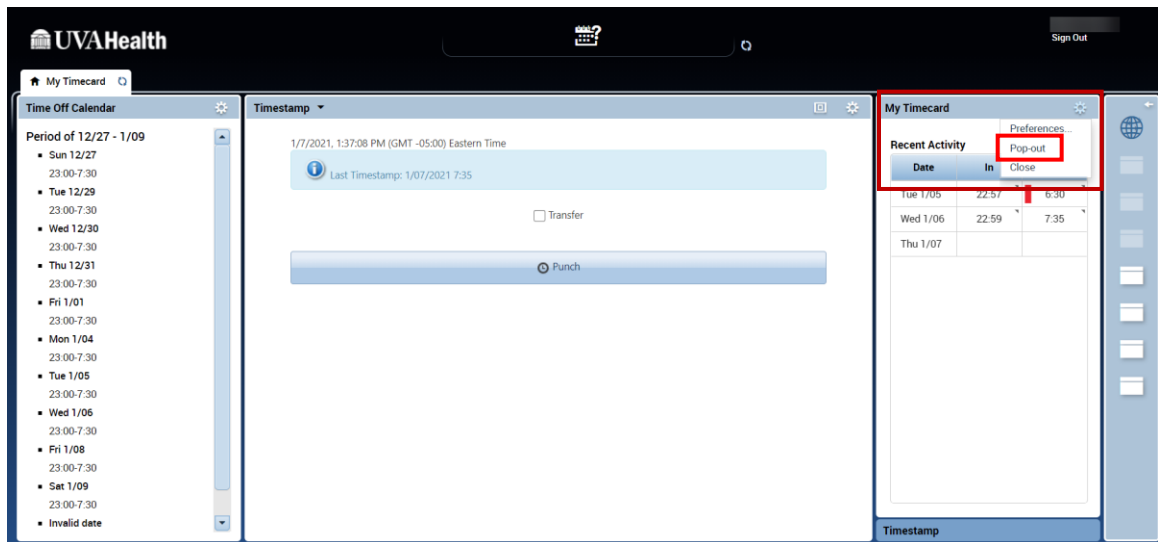 UVAHealth
?
Sign Out
My Timecard
Time Off Calendar
Period of 12/27 - 1/09
Sun 12/27
23:00-7:30
Tue 12/29
23:00-7:30
Wed 12/30
23:00-7:30
Thu 12/31
23:00-7:30
Fri 1/01
23:00-7:30
Mon 1/04
23:00-7:30
Tue 1/05
23:00-7:30
Wed 1/06
23:00-7:30
Fri 1/08
23:00-7:30
Sat 1/09
23:00-7:30
Invalid date
Timestamp
1/7/2021, 1:37:08 PM (GMT -05:00) Eastern Time
Last Timestamp: 1/07/2021 7:35
Transfer
Punch
My Timecard
Preferences...
Pop-out
Close
Recent Activity
Date In
Tue 1/05 22:57 6:30
Wed 1/06 22:59 7:35
Thu 1/07
Timestamp